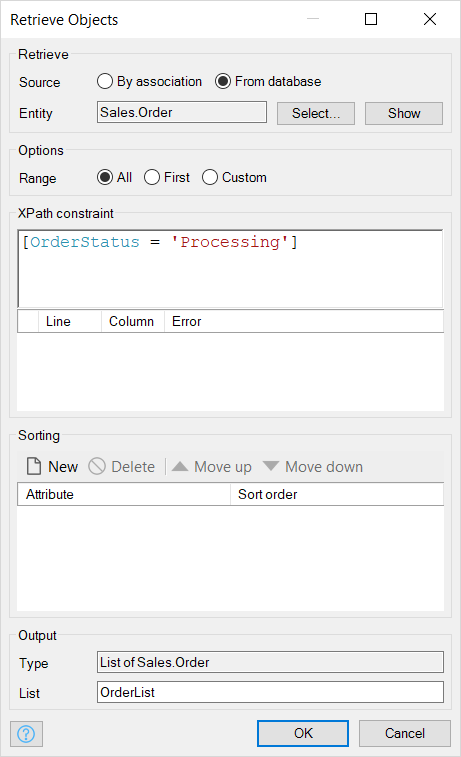 Retrieve Objects
Retrieve
Source By association From database
Entity Sales.Order Select... Show
Options
Range All First Custom
XPath constraint
[OrderStatus = 'Processing']
Line Column Error
Sorting
New Delete Move up Move down
Attribute Sort order
Output
Type List of Sales.Order
List OrderList
? OK Cancel